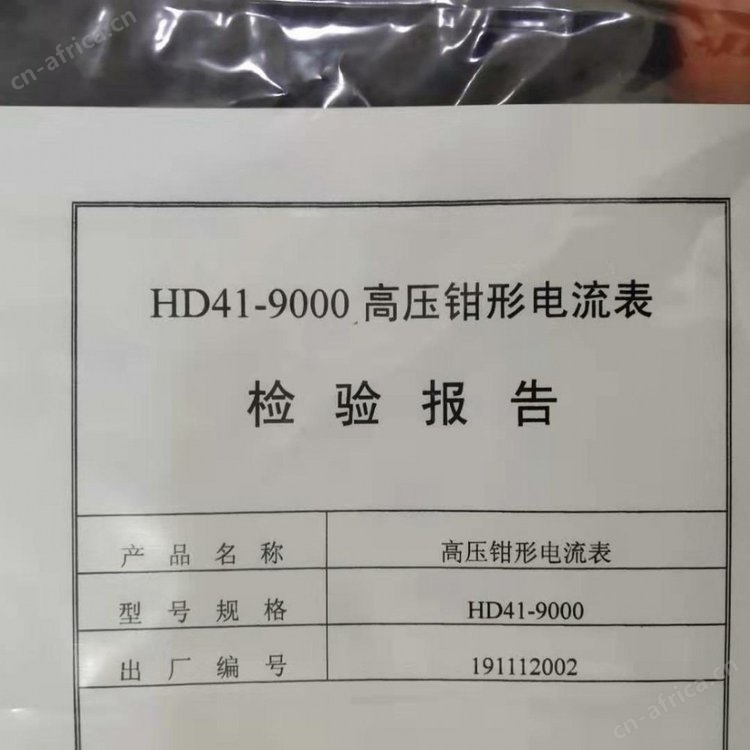 cn-africa.cn
HD41-9000 高压钳形电流表
检验报告
产品名称 高压钳形电流表
型号规格 HD41-9000
出厂编号 191112002
cn-africa.cn